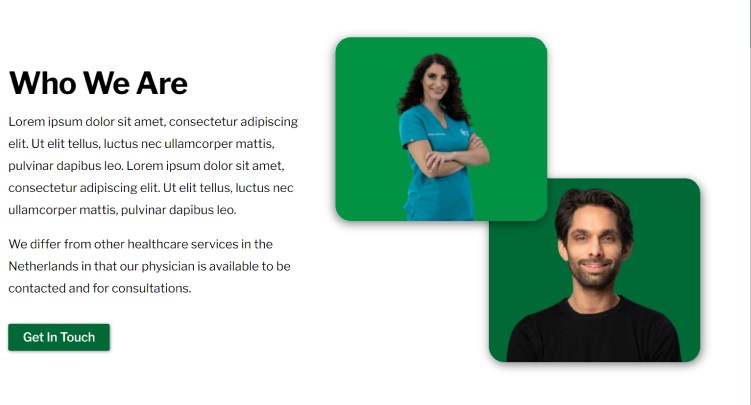 Who We Are
Lorem ipsum dolor sit amet, consectetur adipiscing
elit. Ut elit tellus, luctus nec ullamcorper mattis,
pulvinar dapibus leo. Lorem ipsum dolor sit amet,
consectetur adipiscing elit. Ut elit tellus, luctus nec
ullamcorper mattis, pulvinar dapibus leo.
We differ from other healthcare services in the
Netherlands in that our physician is available to be
contacted and for consultations.
Get In Touch